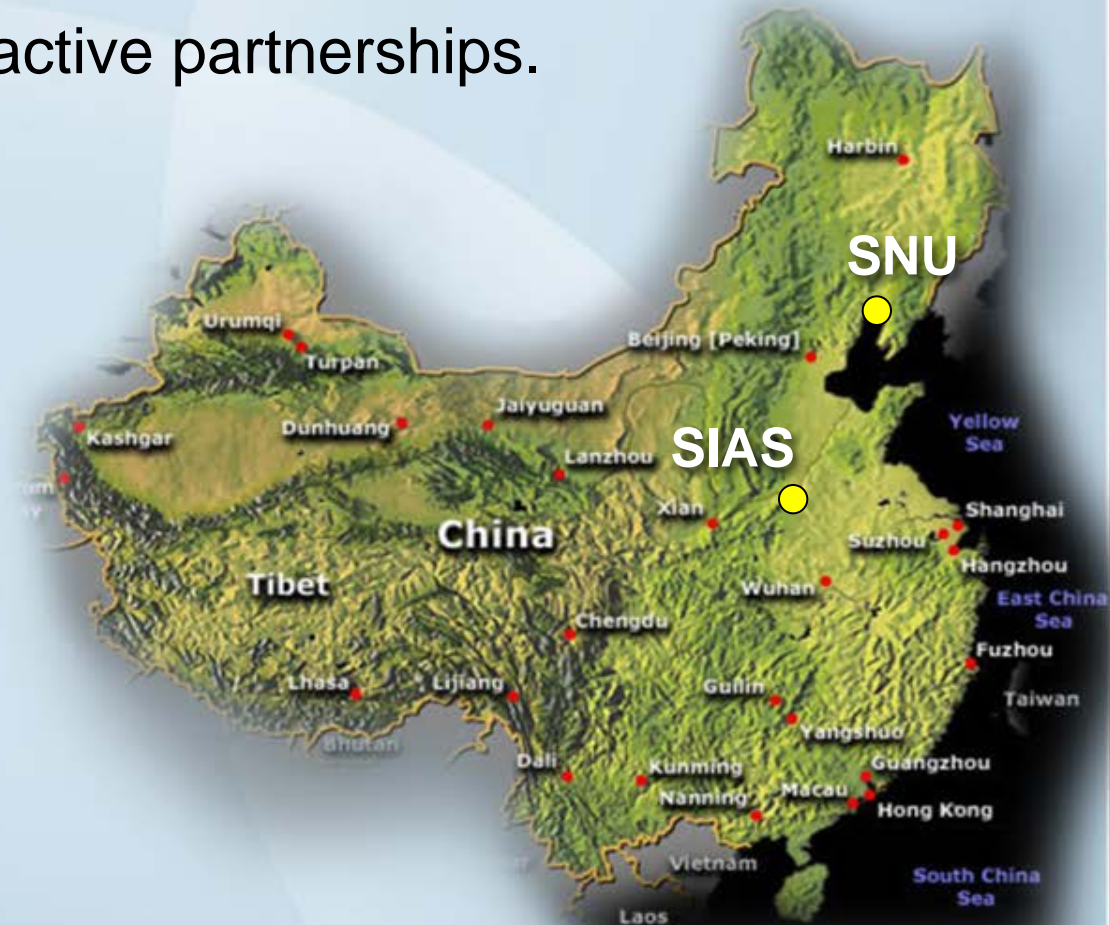 active partnerships.
Harbin
SNU
Urumqi
Turpan
Beijing [Peking]
Jaiyuguan
Dunhuang
Kashgar
Yellow
Sea
SIAS
Lanzhou
Xian
Shanghai
Suzhou
Hangzhou
China
Tibet
Wuhan
East China
Sea
Chengdu
Fuzhou
Lhasa
Lijiang
Guilin
Taiwan
Yangshuo
Bhutan
Dali
Kunming
Guangzhou
Nanning
Macau
Hong Kong
Vietnam
South China
Sea
Laos